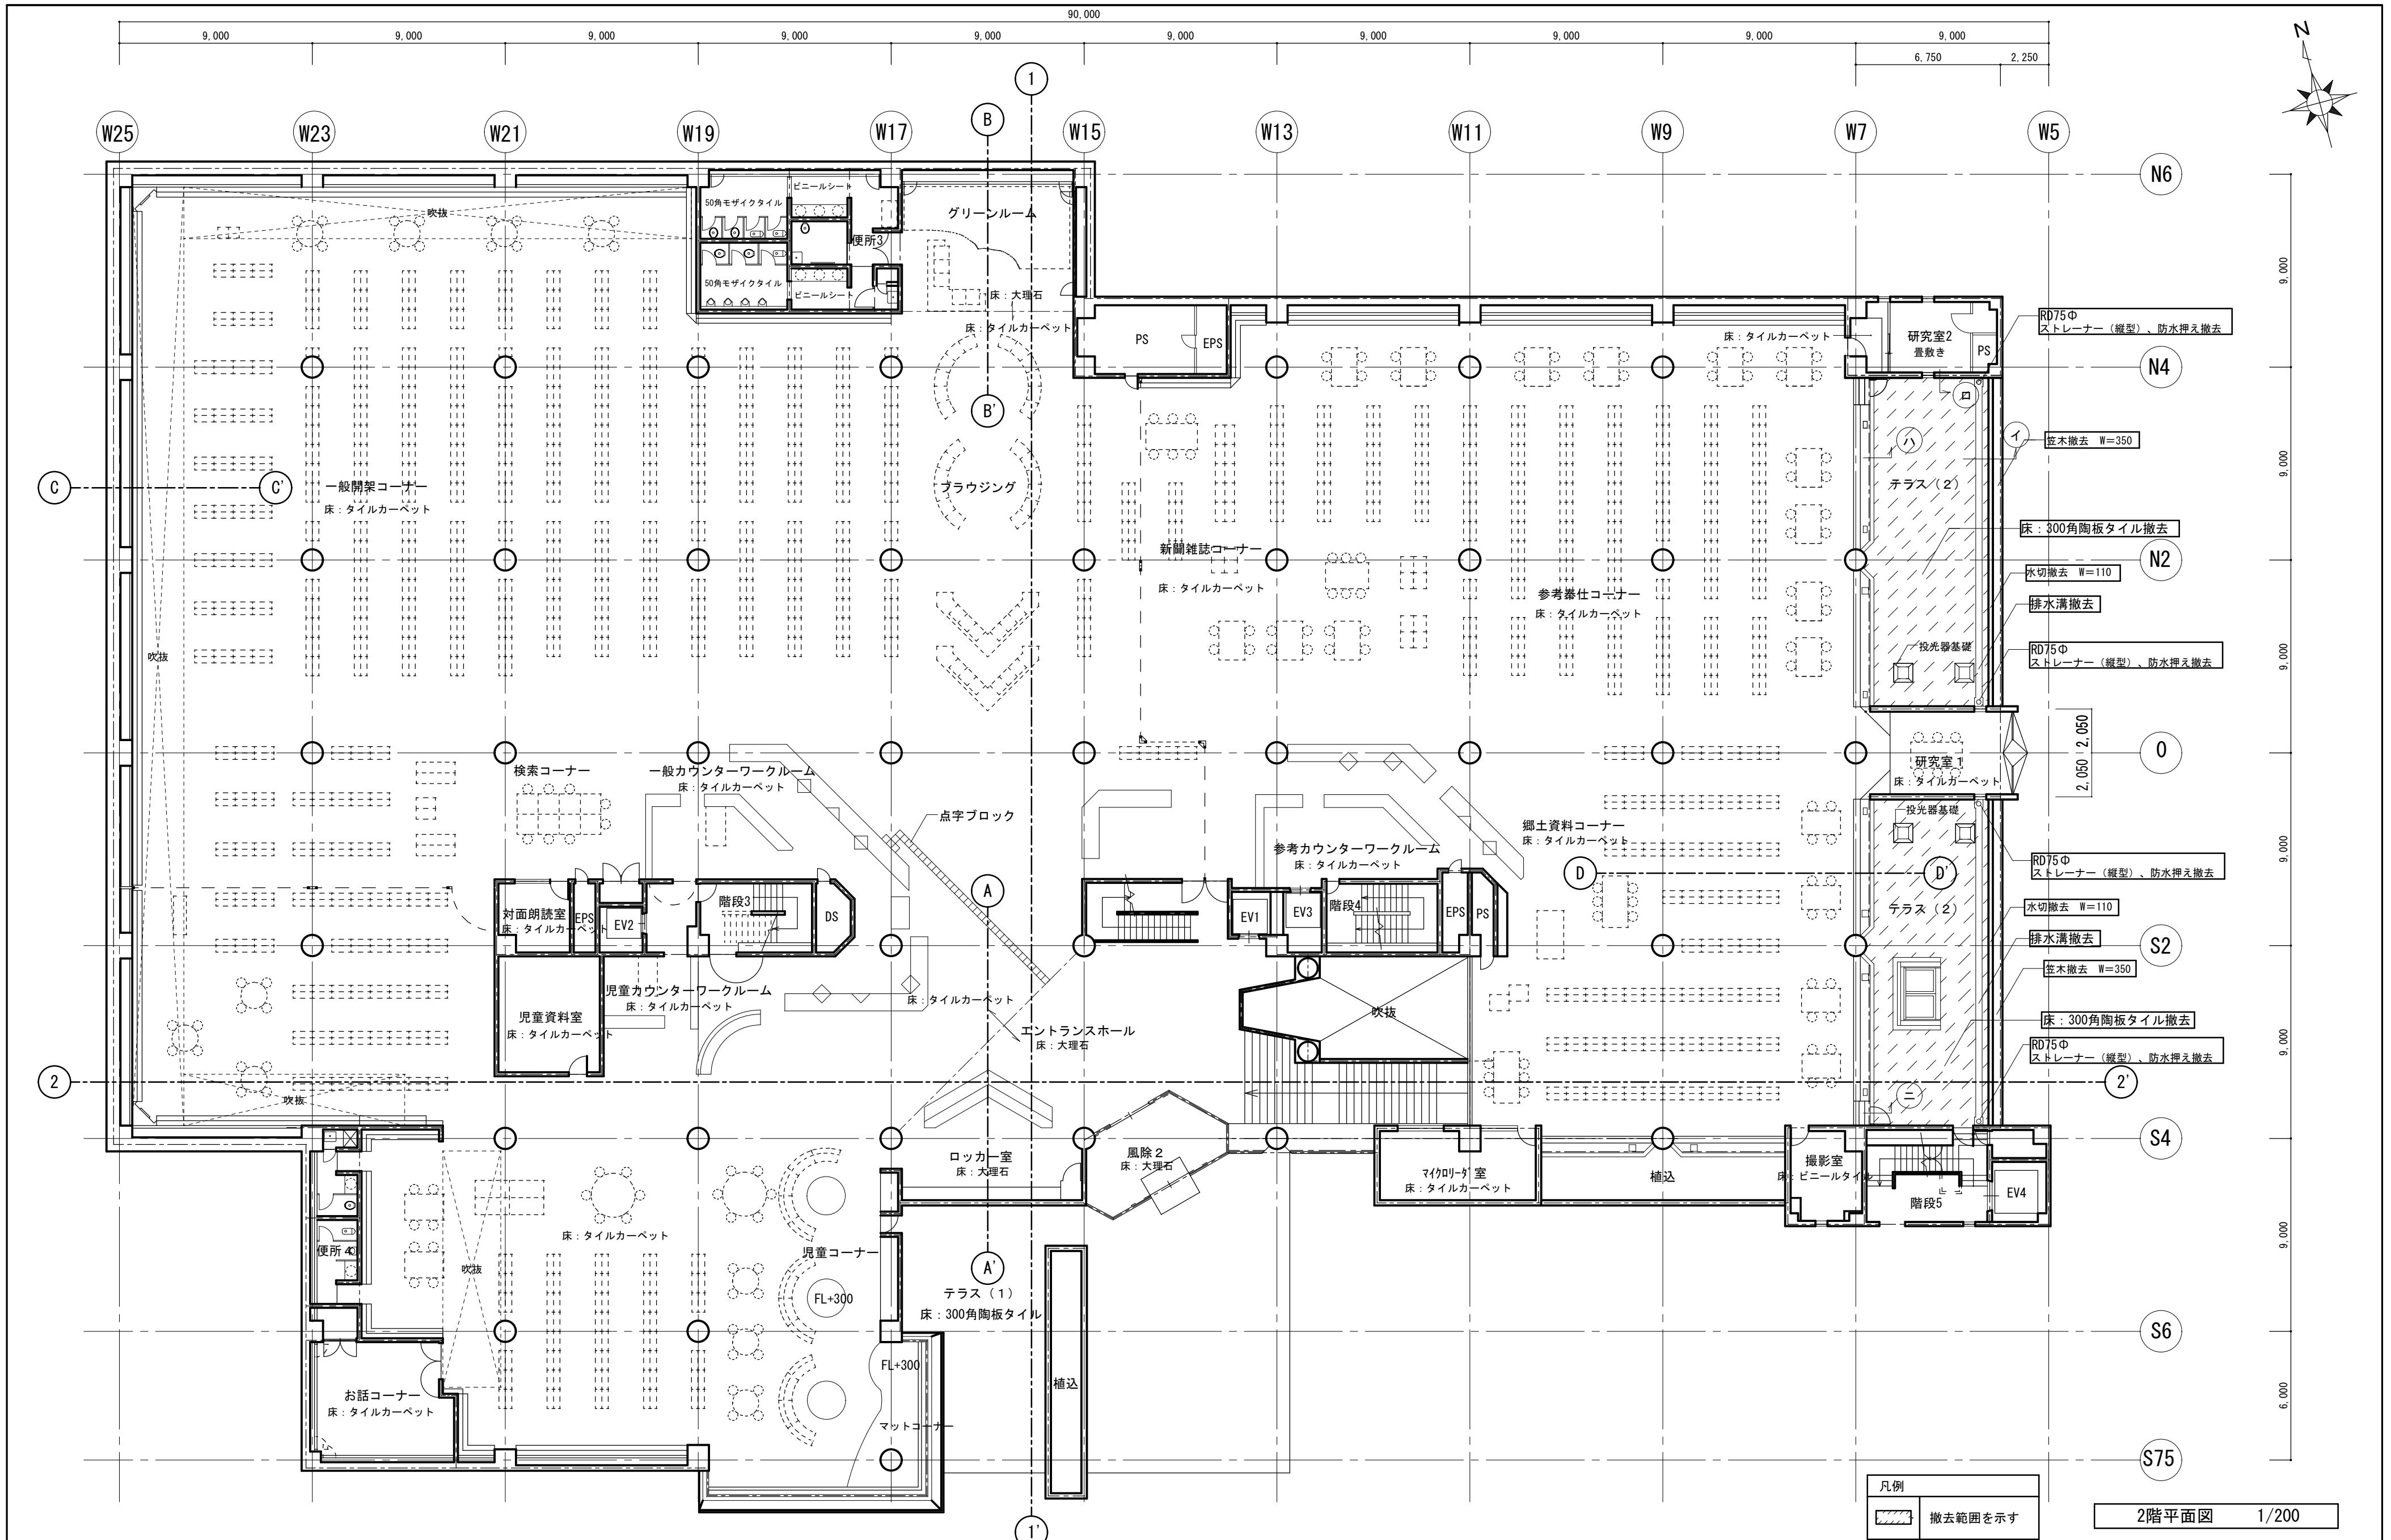 90,000
9,000
9,000
9,000
9,000
9,000
9,000
9,000
9,000
9,000
9,000
6,750
2,250
N
1
B
W25
W23
W21
W19
W17
W15
W13
W11
W9
W7
W5
N6
N4
N2
O
S2
S4
S6
S75
9,000
9,000
9,000
9,000
9,000
9,000
6,000
2,050
2,050
吹抜
50角モザイクタイル
ビニールシート
便所3
50角モザイクタイル
ビニールシート
グリーンルーム
床:大理石
床:タイルカーペット
PS
EPS
床:タイルカーペット
研究室2
畳敷き
PS
RD75Φ
ストレーナー(縦型)、防水押え撤去
B'
ロ
ハ
イ
笠木撤去 W=350
C
C'
一般開架コーナー
床:タイルカーペット
ブラウジング
テラス(2)
床:300角陶板タイル撤去
新聞雑誌コーナー
床:タイルカーペット
参考奉仕コーナー
床:タイルカーペット
水切撤去 W=110
排水溝撤去
吹抜
投光器基礎
RD75Φ
ストレーナー(縦型)、防水押え撤去
検索コーナー
一般カウンターワークルーム
床:タイルカーペット
研究室1
床:タイルカーペット
点字ブロック
投光器基礎
郷土資料コーナー
床:タイルカーペット
参考カウンターワークルーム
床:タイルカーペット
A
D
D'
RD75Φ
ストレーナー(縦型)、防水押え撤去
対面朗読室
床:タイルカーペット
EPS
EV2
階段3
DS
EV1
EV3
階段4
EPS
PS
テラス(2)
水切撤去 W=110
排水溝撤去
笠木撤去 W=350
児童カウンターワークルーム
床:タイルカーペット
床:タイルカーペット
児童資料室
床:タイルカーペット
エントランスホール
床:大理石
吹抜
床:300角陶板タイル撤去
RD75Φ
ストレーナー(縦型)、防水押え撤去
2
2'
吹抜
ニ
ロッカー室
床:大理石
風除2
床:大理石
マイクロリーダ室
床:タイルカーペット
植込
撮影室
床:ビニールタイル
階段5
EV4
便所4
吹抜
床:タイルカーペット
児童コーナー
FL+300
A'
テラス(1)
床:300角陶板タイル
FL+300
植込
お話コーナー
床:タイルカーペット
マットコーナー
1'
凡例
撤去範囲を示す
2階平面図 1/200